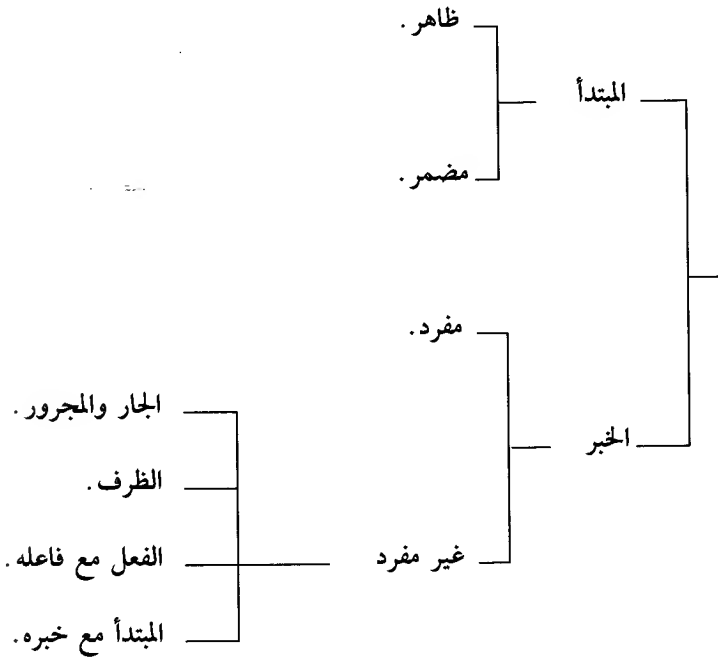 ظاهر.
المبتدأ
مضمر.
مفرد.
الجار والمجرور.
الخبر
الظرف.
غير مفرد
الفعل مع فاعله.
المبتدأ مع خبره.